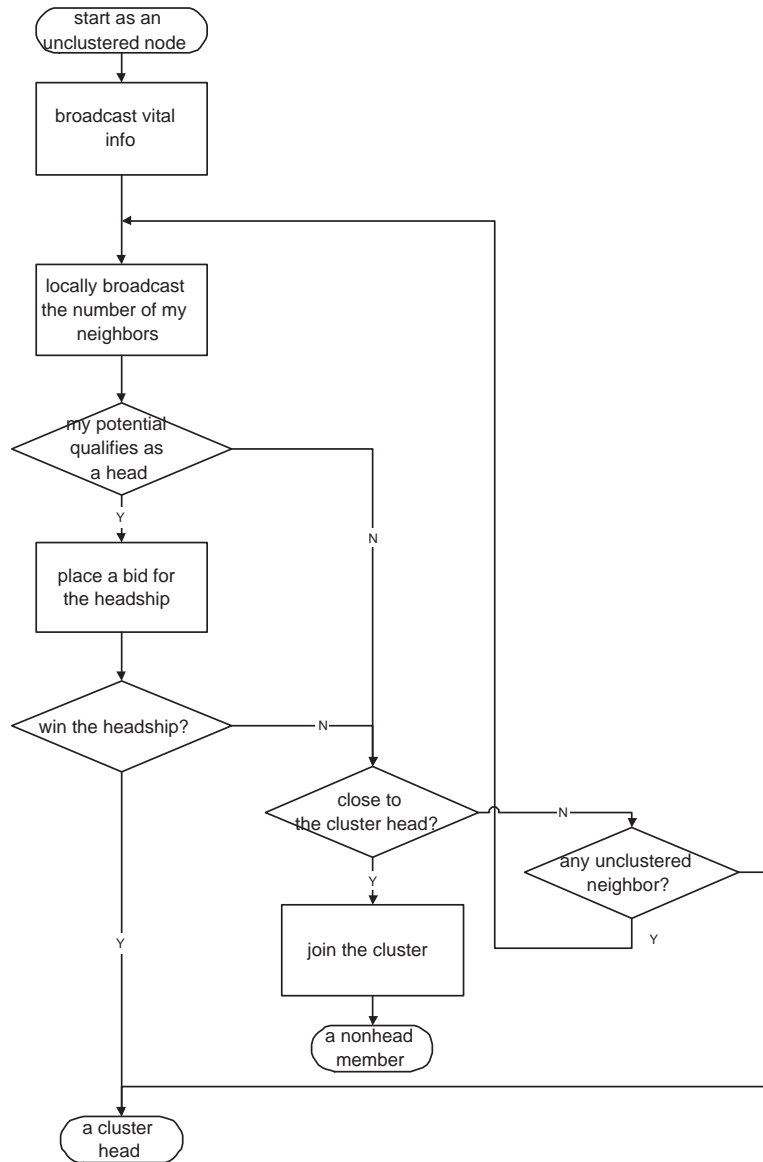 start as an
unclustered node
broadcast vital
info
locally broadcast
the number of my
neighbors
my potential
qualifies as
a head
Y
N
place a bid for
the headship
win the headship?
N
close to
the cluster head?
N
any unclustered
neighbor?
Y
Y
Y
join the cluster
a nonhead
member
a cluster
head